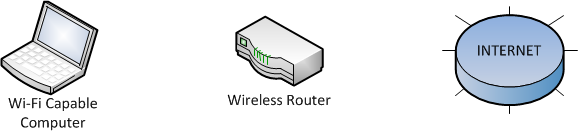 Wi-Fi Capable
Computer
Wireless Router
INTERNET